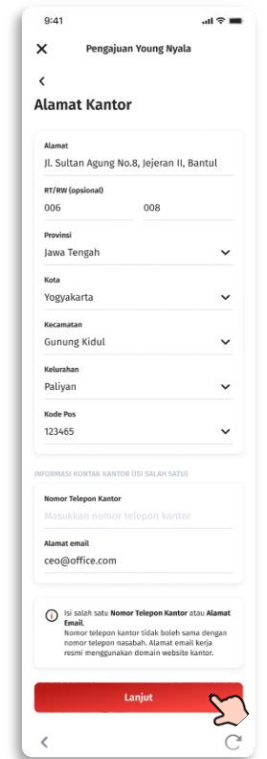 9:41
Pengajuan Young Nyala
Alamat Kantor
Alamat
Jl. Sultan Agung No.8, Jejeran II, Bantul
RT/RW (opsional)
006 008
Provinsi
Jawa Tengah
Kota
Yogyakarta
Kecamatan
Gunung Kidul
Kelurahan
Paliyan
Kode Pos
123465
INFORMASI KONTAK KANTOR (ISI SALAH SATU)
Nomor Telepon Kantor
Masukkan nomor telepon kantor
Alamat email
ceo@office.com
Isi salah satu Nomor Telepon Kantor atau Alamat
Email.
Nomor telepon kantor tidak boleh sama dengan
nomor telepon nasabah. Alamat email kerja
resmi menggunakan domain website kantor.
Lanjut